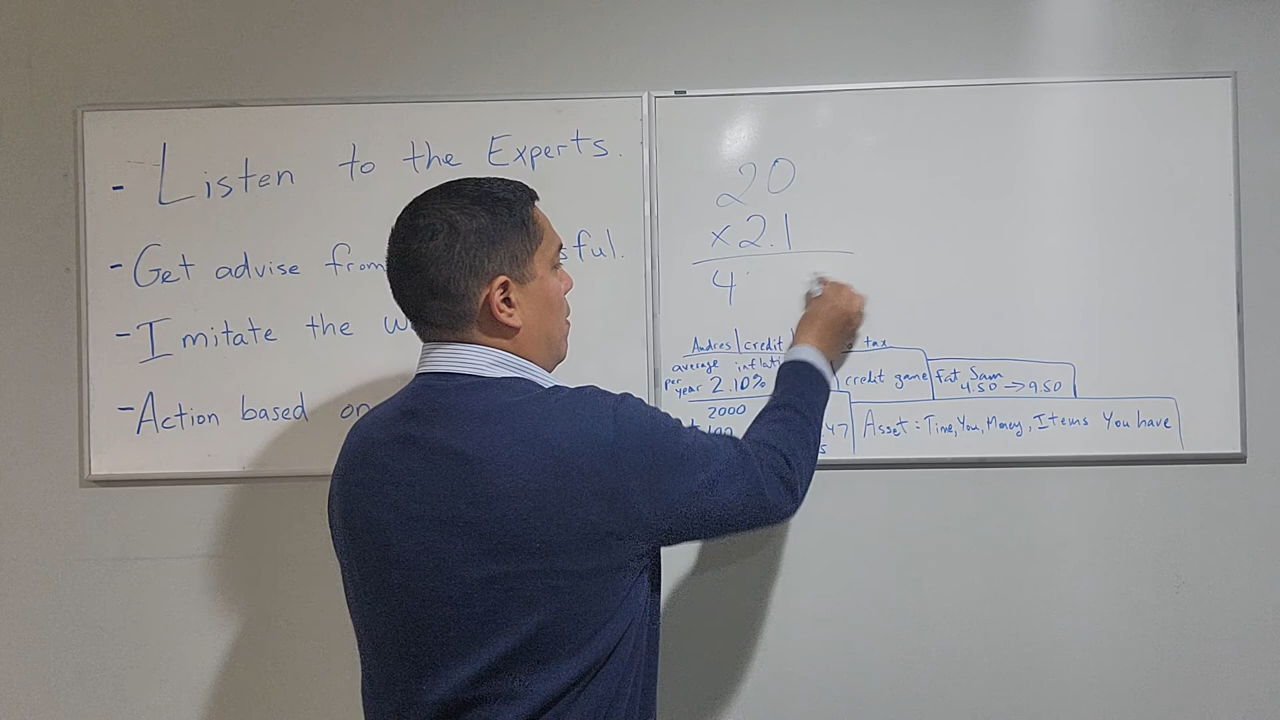 - Listen to the Experts.
- Get advise from sful.
- Imitate the
- Action based on
20
x 2.1
4
Andres | credit | tax
average
per year 2.10%
2000
credit game
Fat Sam
4.50 → 9.50
Asset: Time, You, Money, Items You have